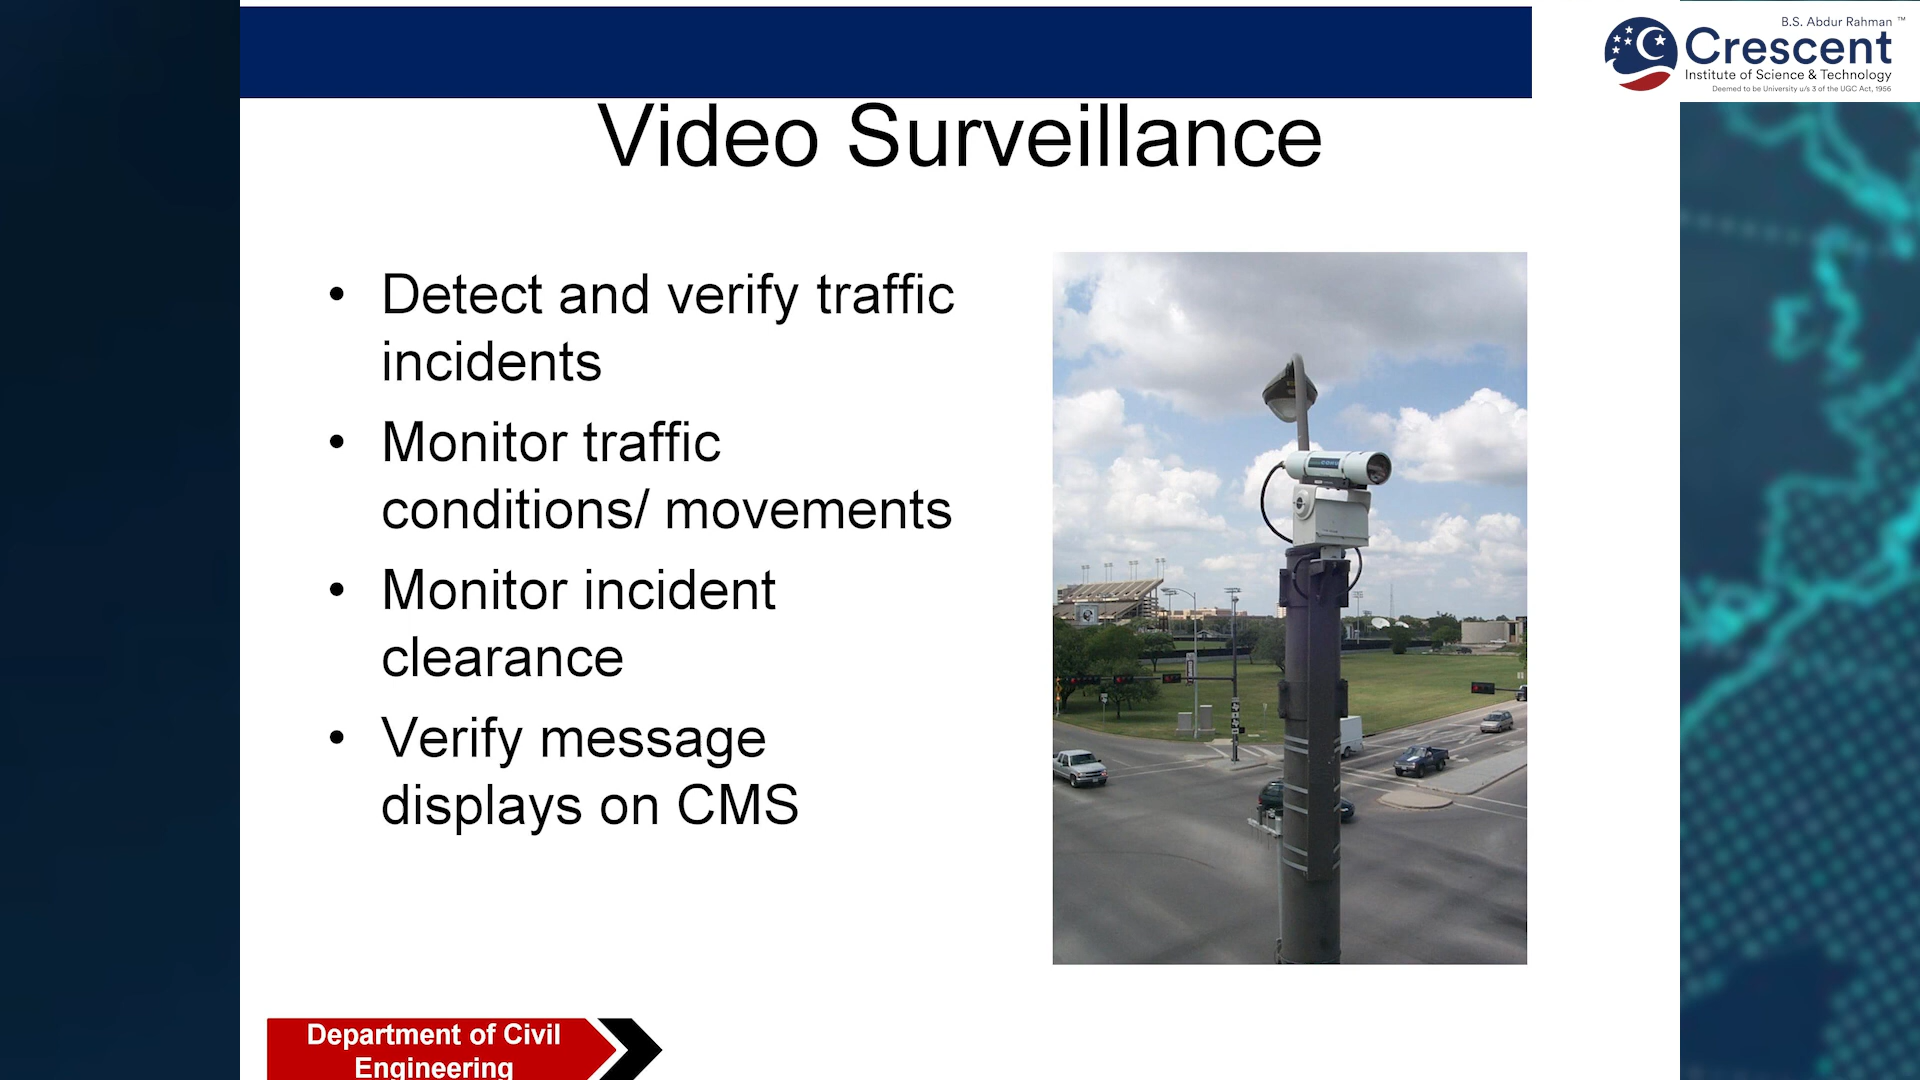 B.S. Abdur Rahman ™
Crescent
Institute of Science & Technology
Deemed to be University u/s 3 of the UGC Act, 1956
Video Surveillance
• Detect and verify traffic
incidents
• Monitor traffic
conditions/ movements
• Monitor incident
clearance
• Verify message
displays on CMS
Department of Civil
Engineering